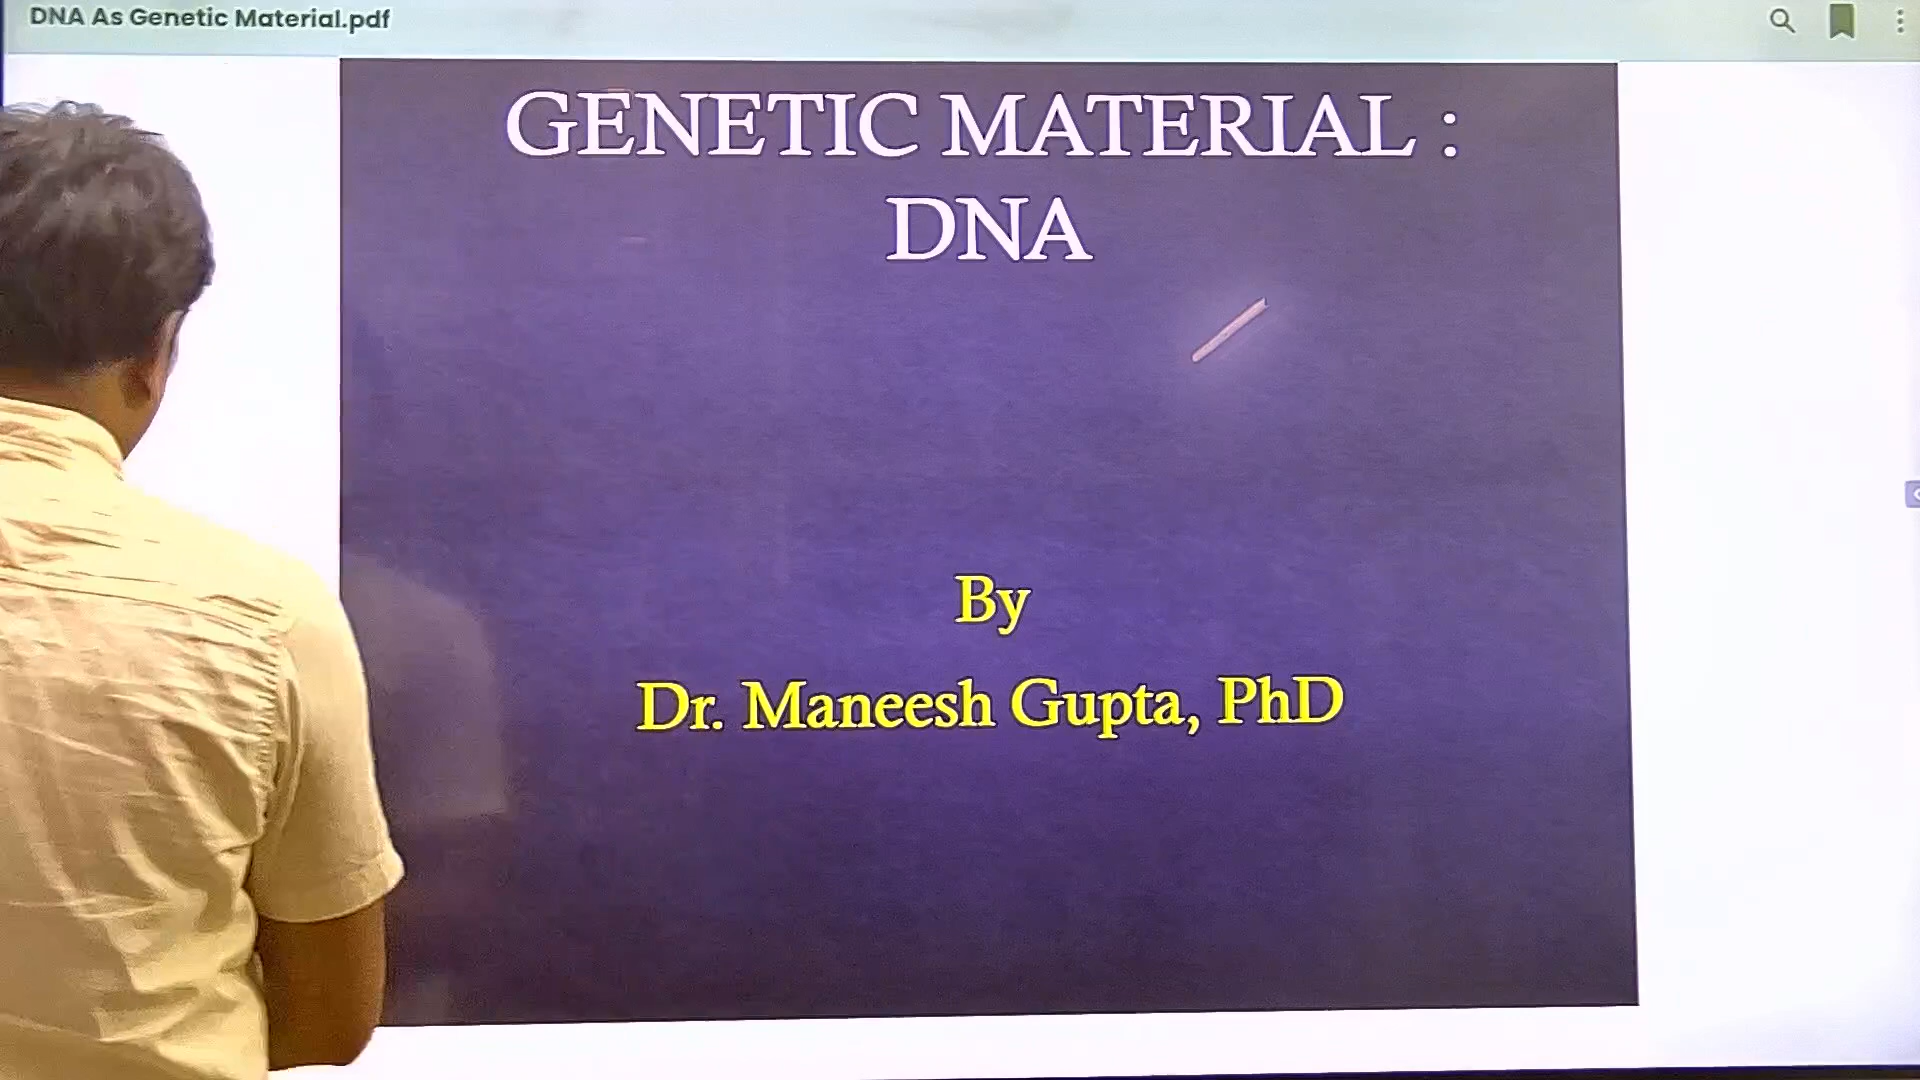 DNA As Genetic Material.pdf
GENETIC MATERIAL :
DNA
By
Dr. Maneesh Gupta, PhD